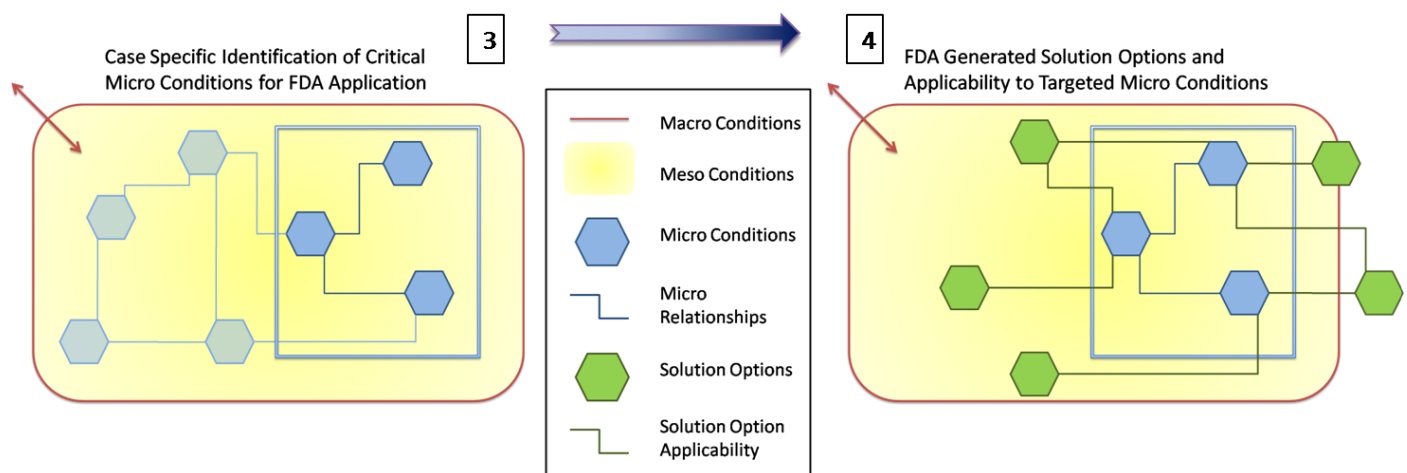 3
Case Specific Identification of Critical
Micro Conditions for FDA Application
4
FDA Generated Solution Options and
Applicability to Targeted Micro Conditions
Macro Conditions
Meso Conditions
Micro Conditions
Micro
Relationships
Solution Options
Solution Option
Applicability